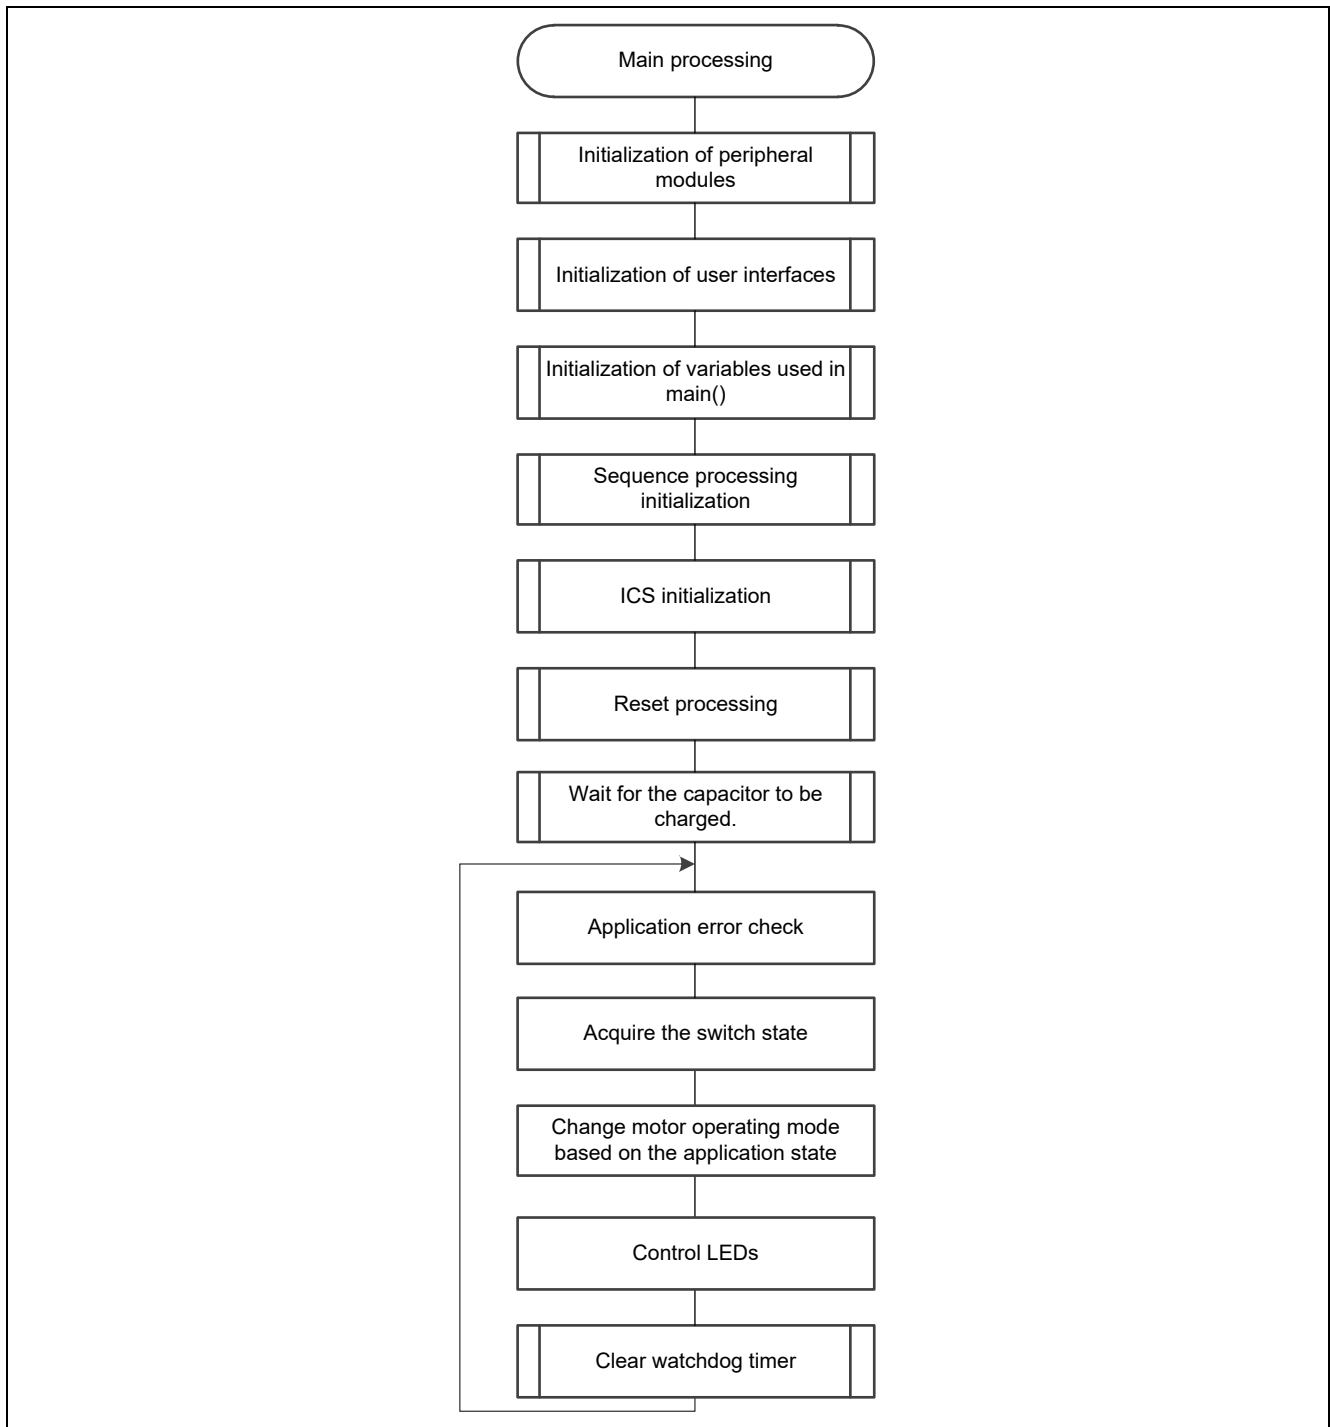 Main processing
Initialization of peripheral
modules
Initialization of user interfaces
Initialization of variables used in
main()
Sequence processing
initialization
ICS initialization
Reset processing
Wait for the capacitor to be
charged.
Application error check
Acquire the switch state
Change motor operating mode
based on the application state
Control LEDs
Clear watchdog timer